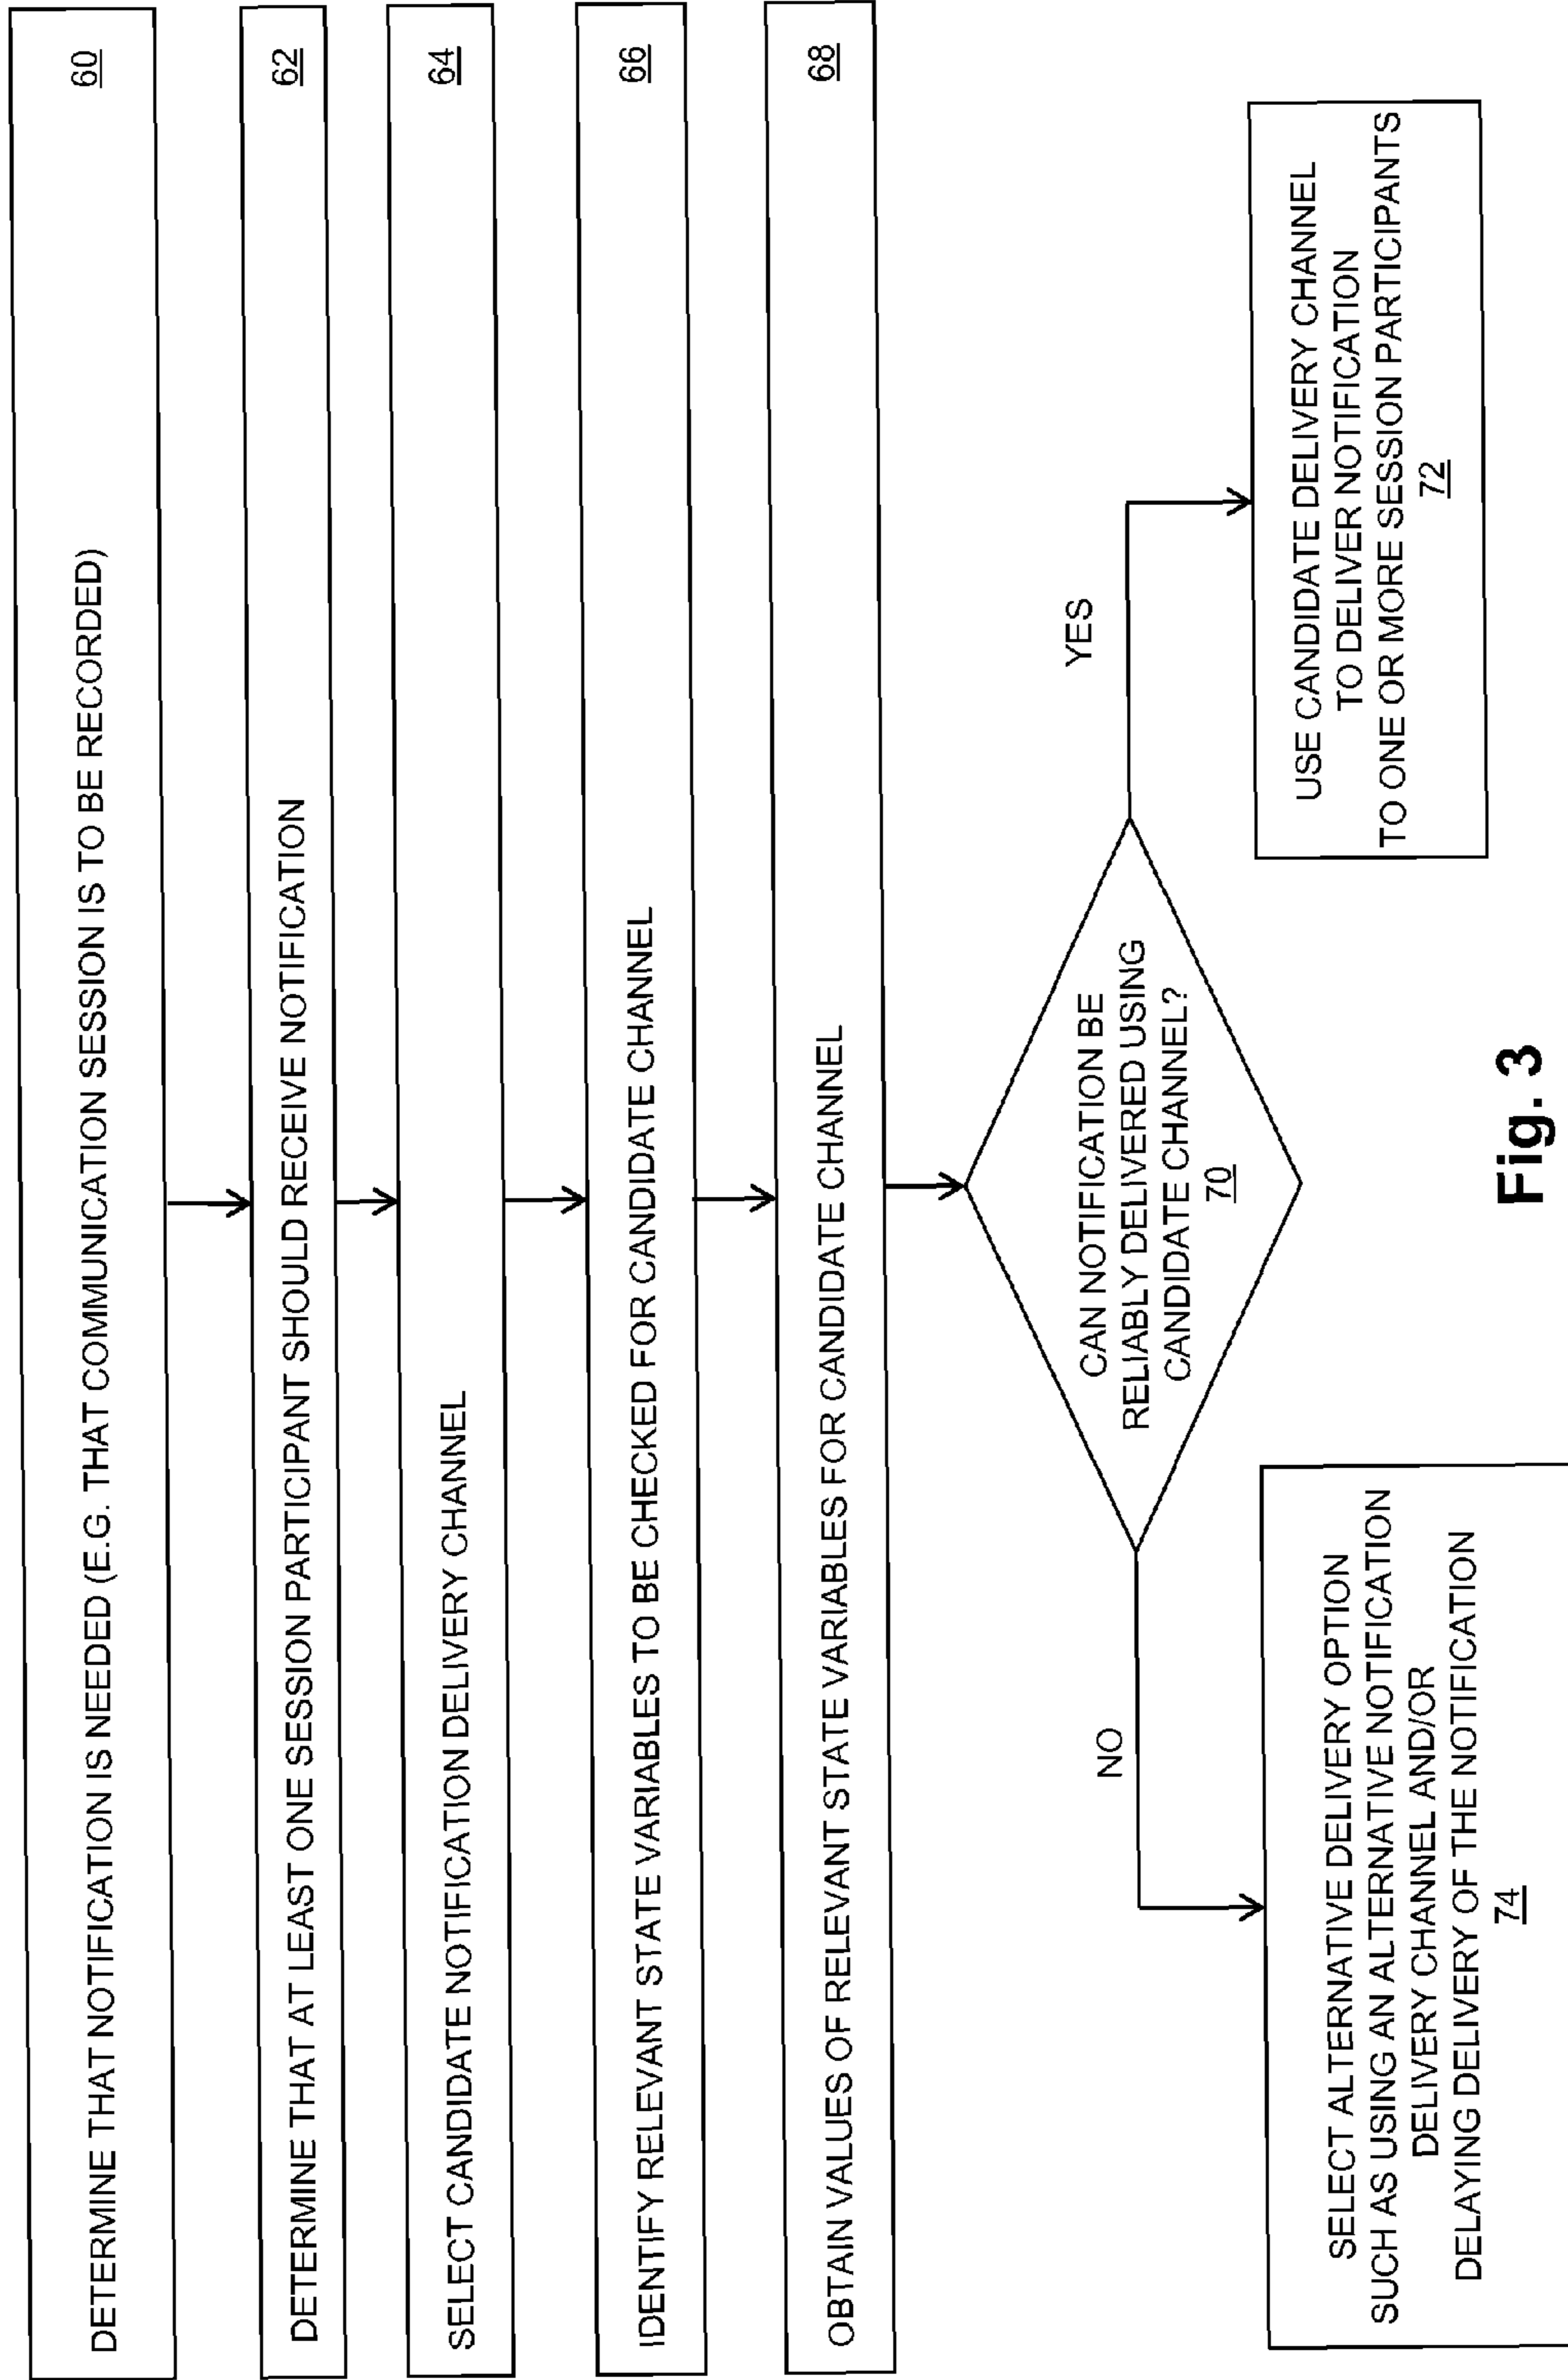 DETERMINE THAT NOTIFICATION IS NEEDED (E.G. THAT COMMUNICATION SESSION IS TO BE RECORDED) 60
DETERMINE THAT AT LEAST ONE SESSION PARTICIPANT SHOULD RECEIVE NOTIFICATION 62
SELECT CANDIDATE NOTIFICATION DELIVERY CHANNEL 64
IDENTIFY RELEVANT STATE VARIABLES TO BE CHECKED FOR CANDIDATE CHANNEL 66
OBTAIN VALUES OF RELEVANT STATE VARIABLES FOR CANDIDATE CHANNEL 68
CAN NOTIFICATION BE
RELIABLY DELIVERED USING
CANDIDATE CHANNEL?
70
NO
YES
SELECT ALTERNATIVE DELIVERY OPTION
SUCH AS USING AN ALTERNATIVE NOTIFICATION
DELIVERY CHANNEL AND/OR
DELAYING DELIVERY OF THE NOTIFICATION
74
USE CANDIDATE DELIVERY CHANNEL
TO DELIVER NOTIFICATION
TO ONE OR MORE SESSION PARTICIPANTS
72
Fig. 3